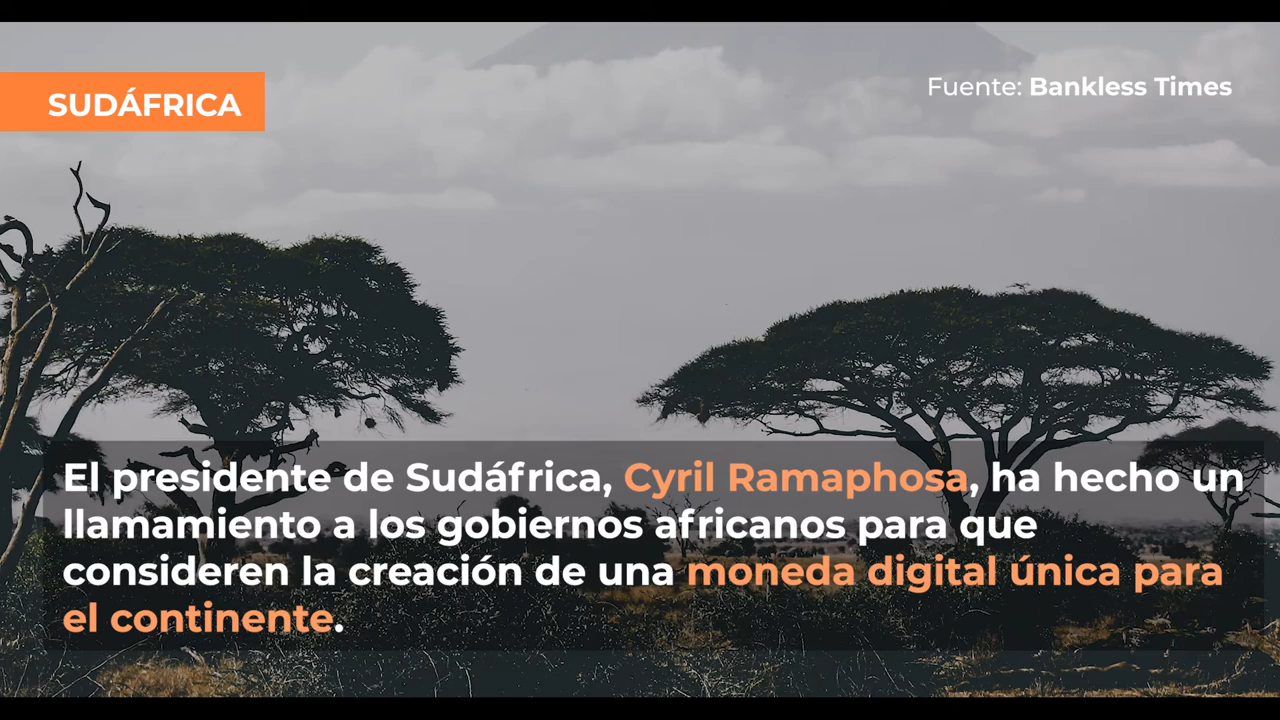 SUDÁFRICA
Fuente: Bankless Times
El presidente de Sudáfrica, Cyril Ramaphosa, ha hecho un
llamamiento a los gobiernos africanos para que
consideren la creación de una moneda digital única para
el continente.